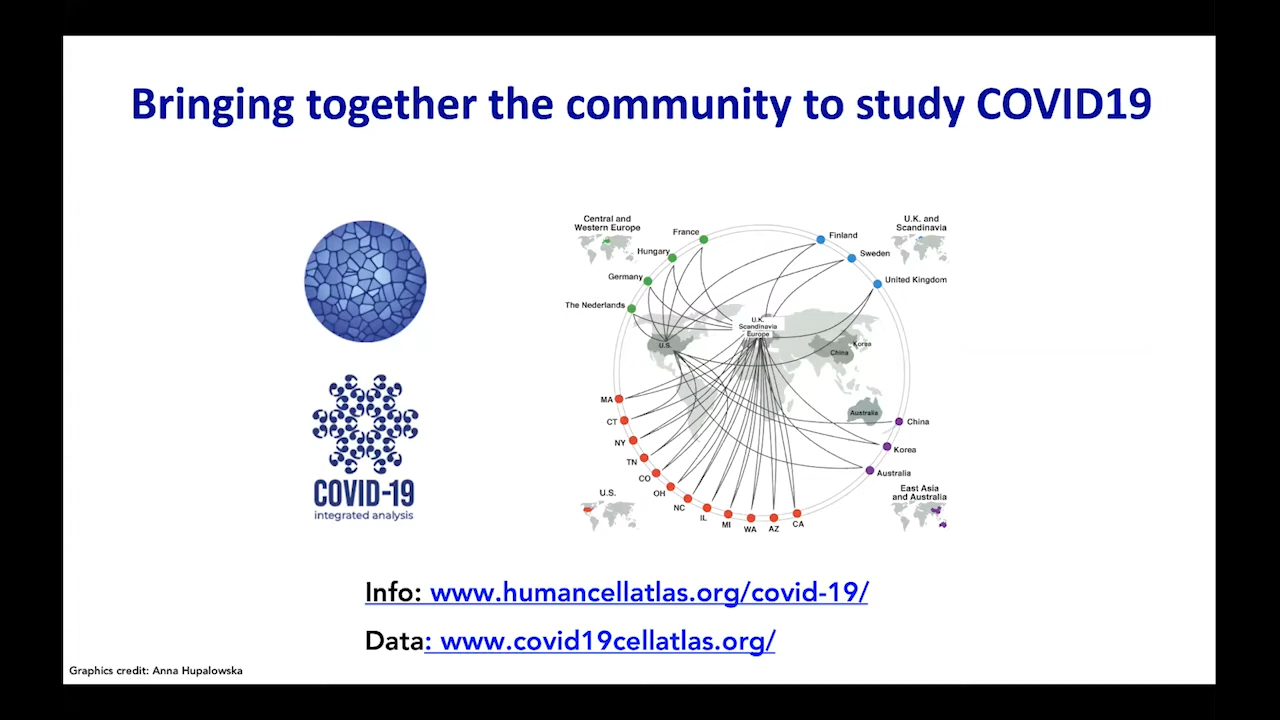 Bringing together the community to study COVID19
Central and
Western Europe
U.K. and
Scandinavia
France
Finland
Hungary
Sweden
Germany
United Kingdom
The Nederlands
U.K.
Scandinavia
Europe
U.S.
Korea
China
MA
Australia
CT
China
NY
Korea
TN
Australia
CO
OH
U.S.
NC
IL
MI
WA
AZ
CA
East Asia
and Australia
COVID-19
integrated analysis
Info: www.humancellatlas.org/covid-19/
Data: www.covid19cellatlas.org/
Graphics credit: Anna Hupalowska